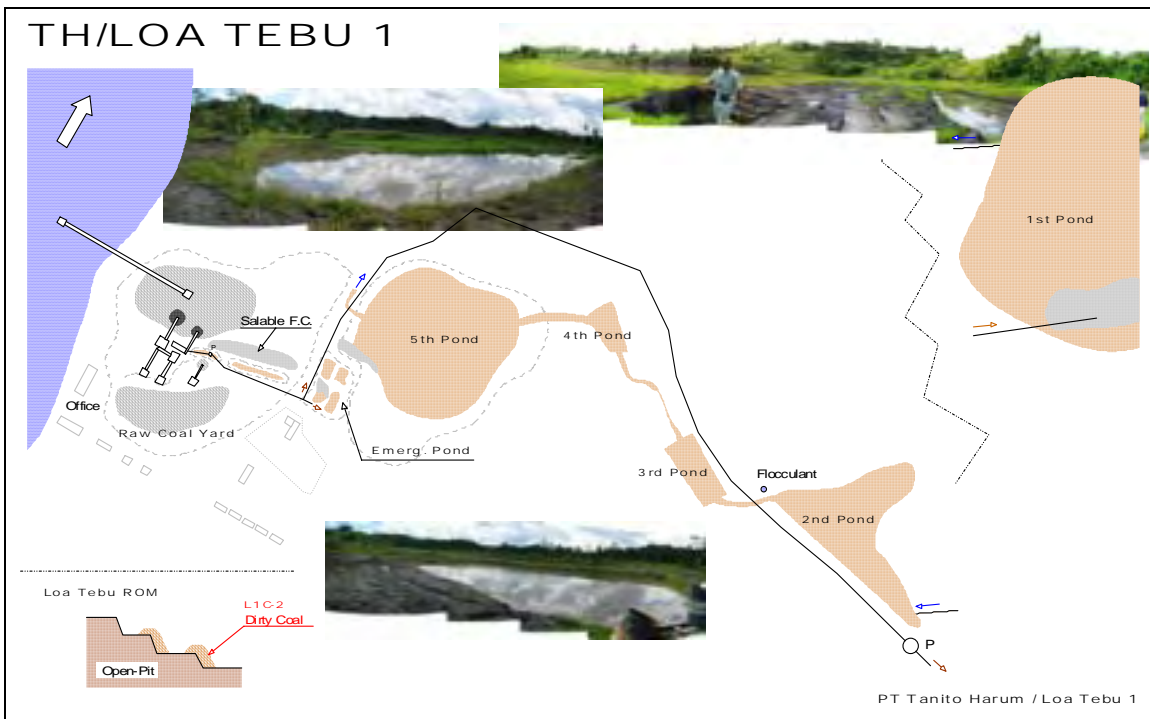 TH/LOA TEBU 1
1st Pond
Salable F.C.
P
5th Pond
4th Pond
Office
Raw Coal Yard
Emerg. Pond
3rd Pond
Flocculant
2nd Pond
Loa Tebu ROM
L1C-2
Dirty Coal
Open-Pit
P
PT Tanito Harum / Loa Tebu 1